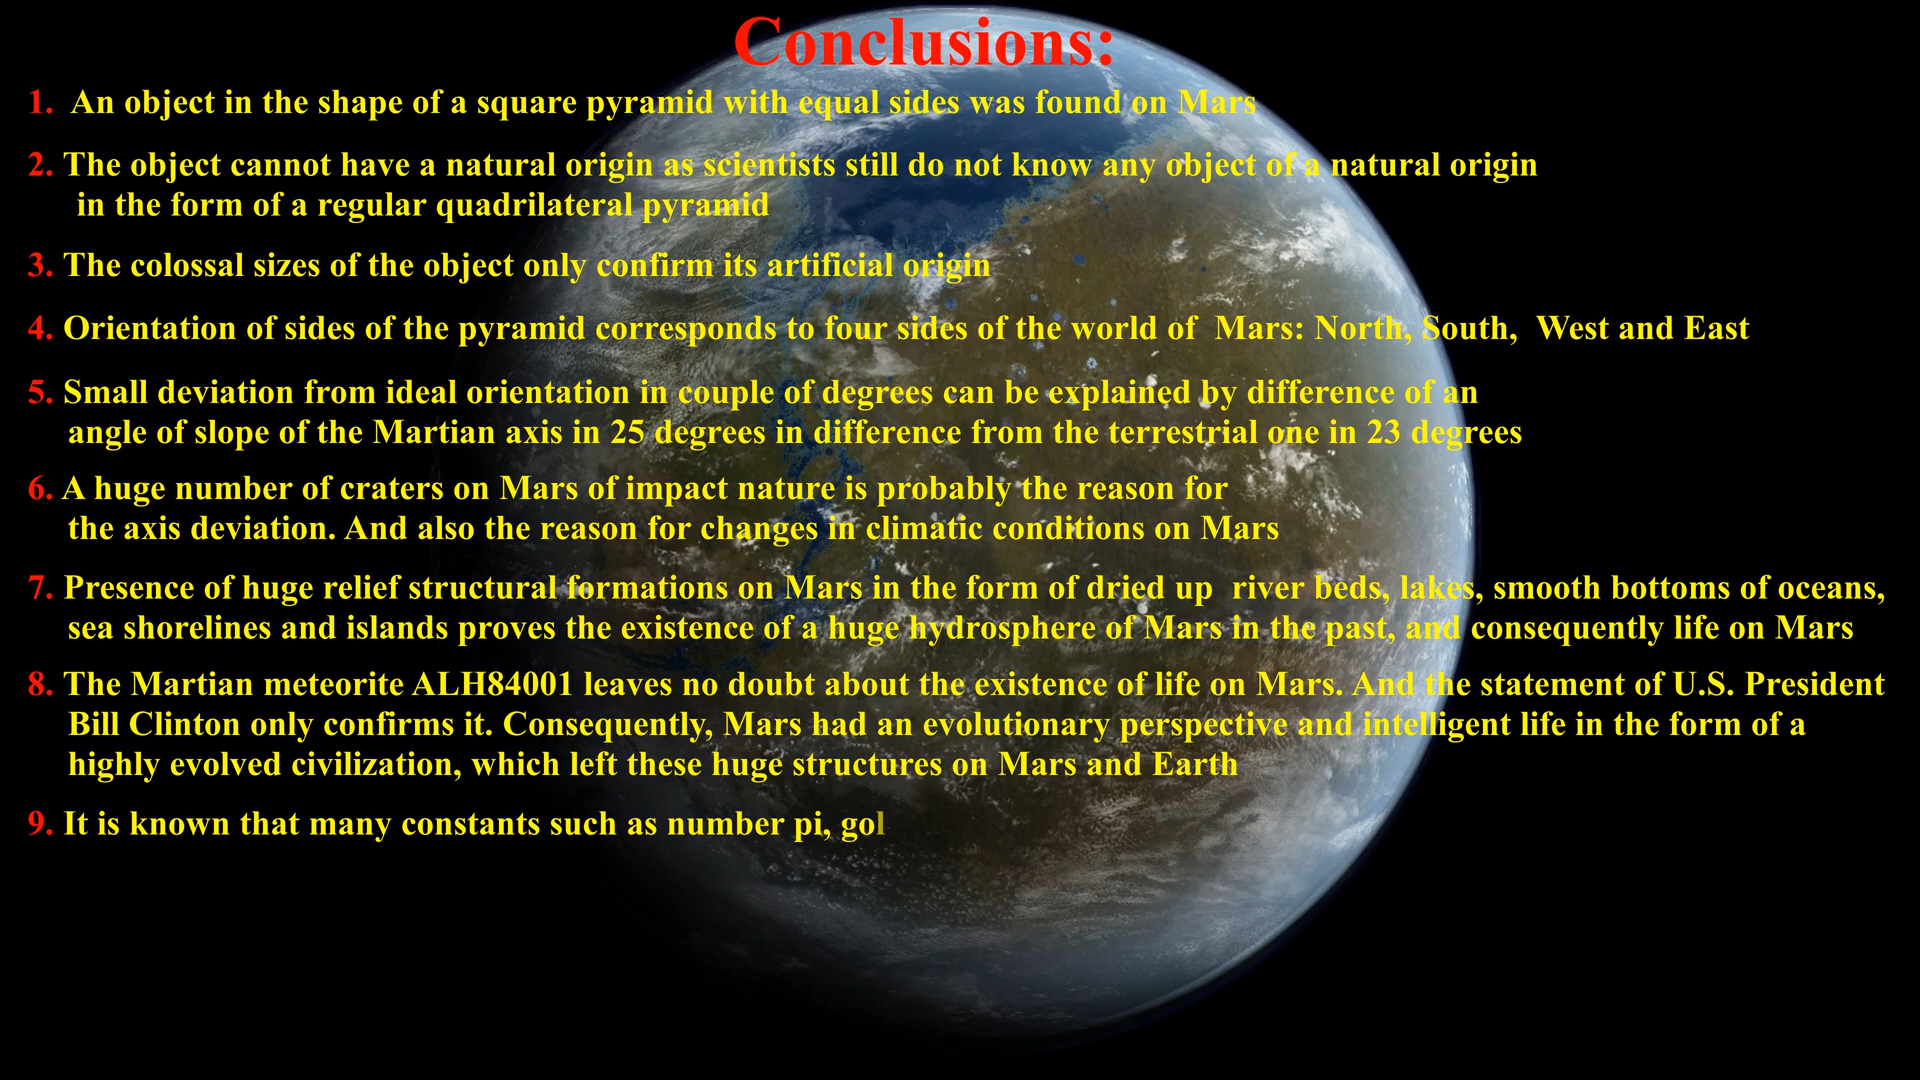 Conclusions:
1. An object in the shape of a square pyramid with equal sides was found on Mars
2. The object cannot have a natural origin as scientists still do not know any object of a natural origin
in the form of a regular quadrilateral pyramid
3. The colossal sizes of the object only confirm its artificial origin
4. Orientation of sides of the pyramid corresponds to four sides of the world of Mars: North, South, West and East
5. Small deviation from ideal orientation in couple of degrees can be explained by difference of an
angle of slope of the Martian axis in 25 degrees in difference from the terrestrial one in 23 degrees
6. A huge number of craters on Mars of impact nature is probably the reason for
the axis deviation. And also the reason for changes in climatic conditions on Mars
7. Presence of huge relief structural formations on Mars in the form of dried up river beds, lakes, smooth bottoms of oceans,
sea shorelines and islands proves the existence of a huge hydrosphere of Mars in the past, and consequently life on Mars
8. The Martian meteorite ALH84001 leaves no doubt about the existence of life on Mars. And the statement of U.S. President
Bill Clinton only confirms it. Consequently, Mars had an evolutionary perspective and intelligent life in the form of a
highly evolved civilization, which left these huge structures on Mars and Earth
9. It is known that many constants such as number pi, gol